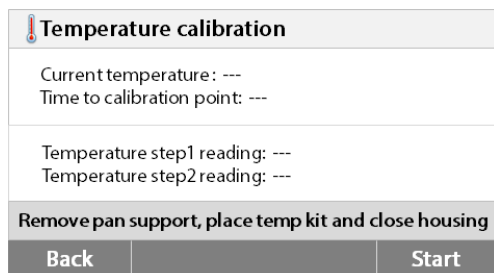 Temperature calibration
Current temperature: ---
Time to calibration point: ---
Temperature step1 reading: ---
Temperature step2 reading: ---
Remove pan support, place temp kit and close housing
Back Start